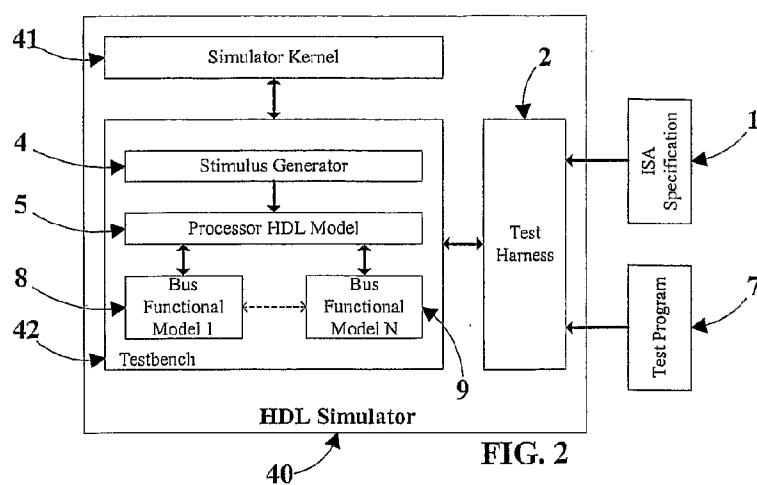 41
Simulator Kernel
2
4
Stimulus Generator
1
ISA
Specification
5
Processor HDL Model
Test
Harness
8
Bus
Functional
Model 1
Bus
Functional
Model N
7
Test Program
42
Testbench
9
HDL Simulator
40
FIG. 2